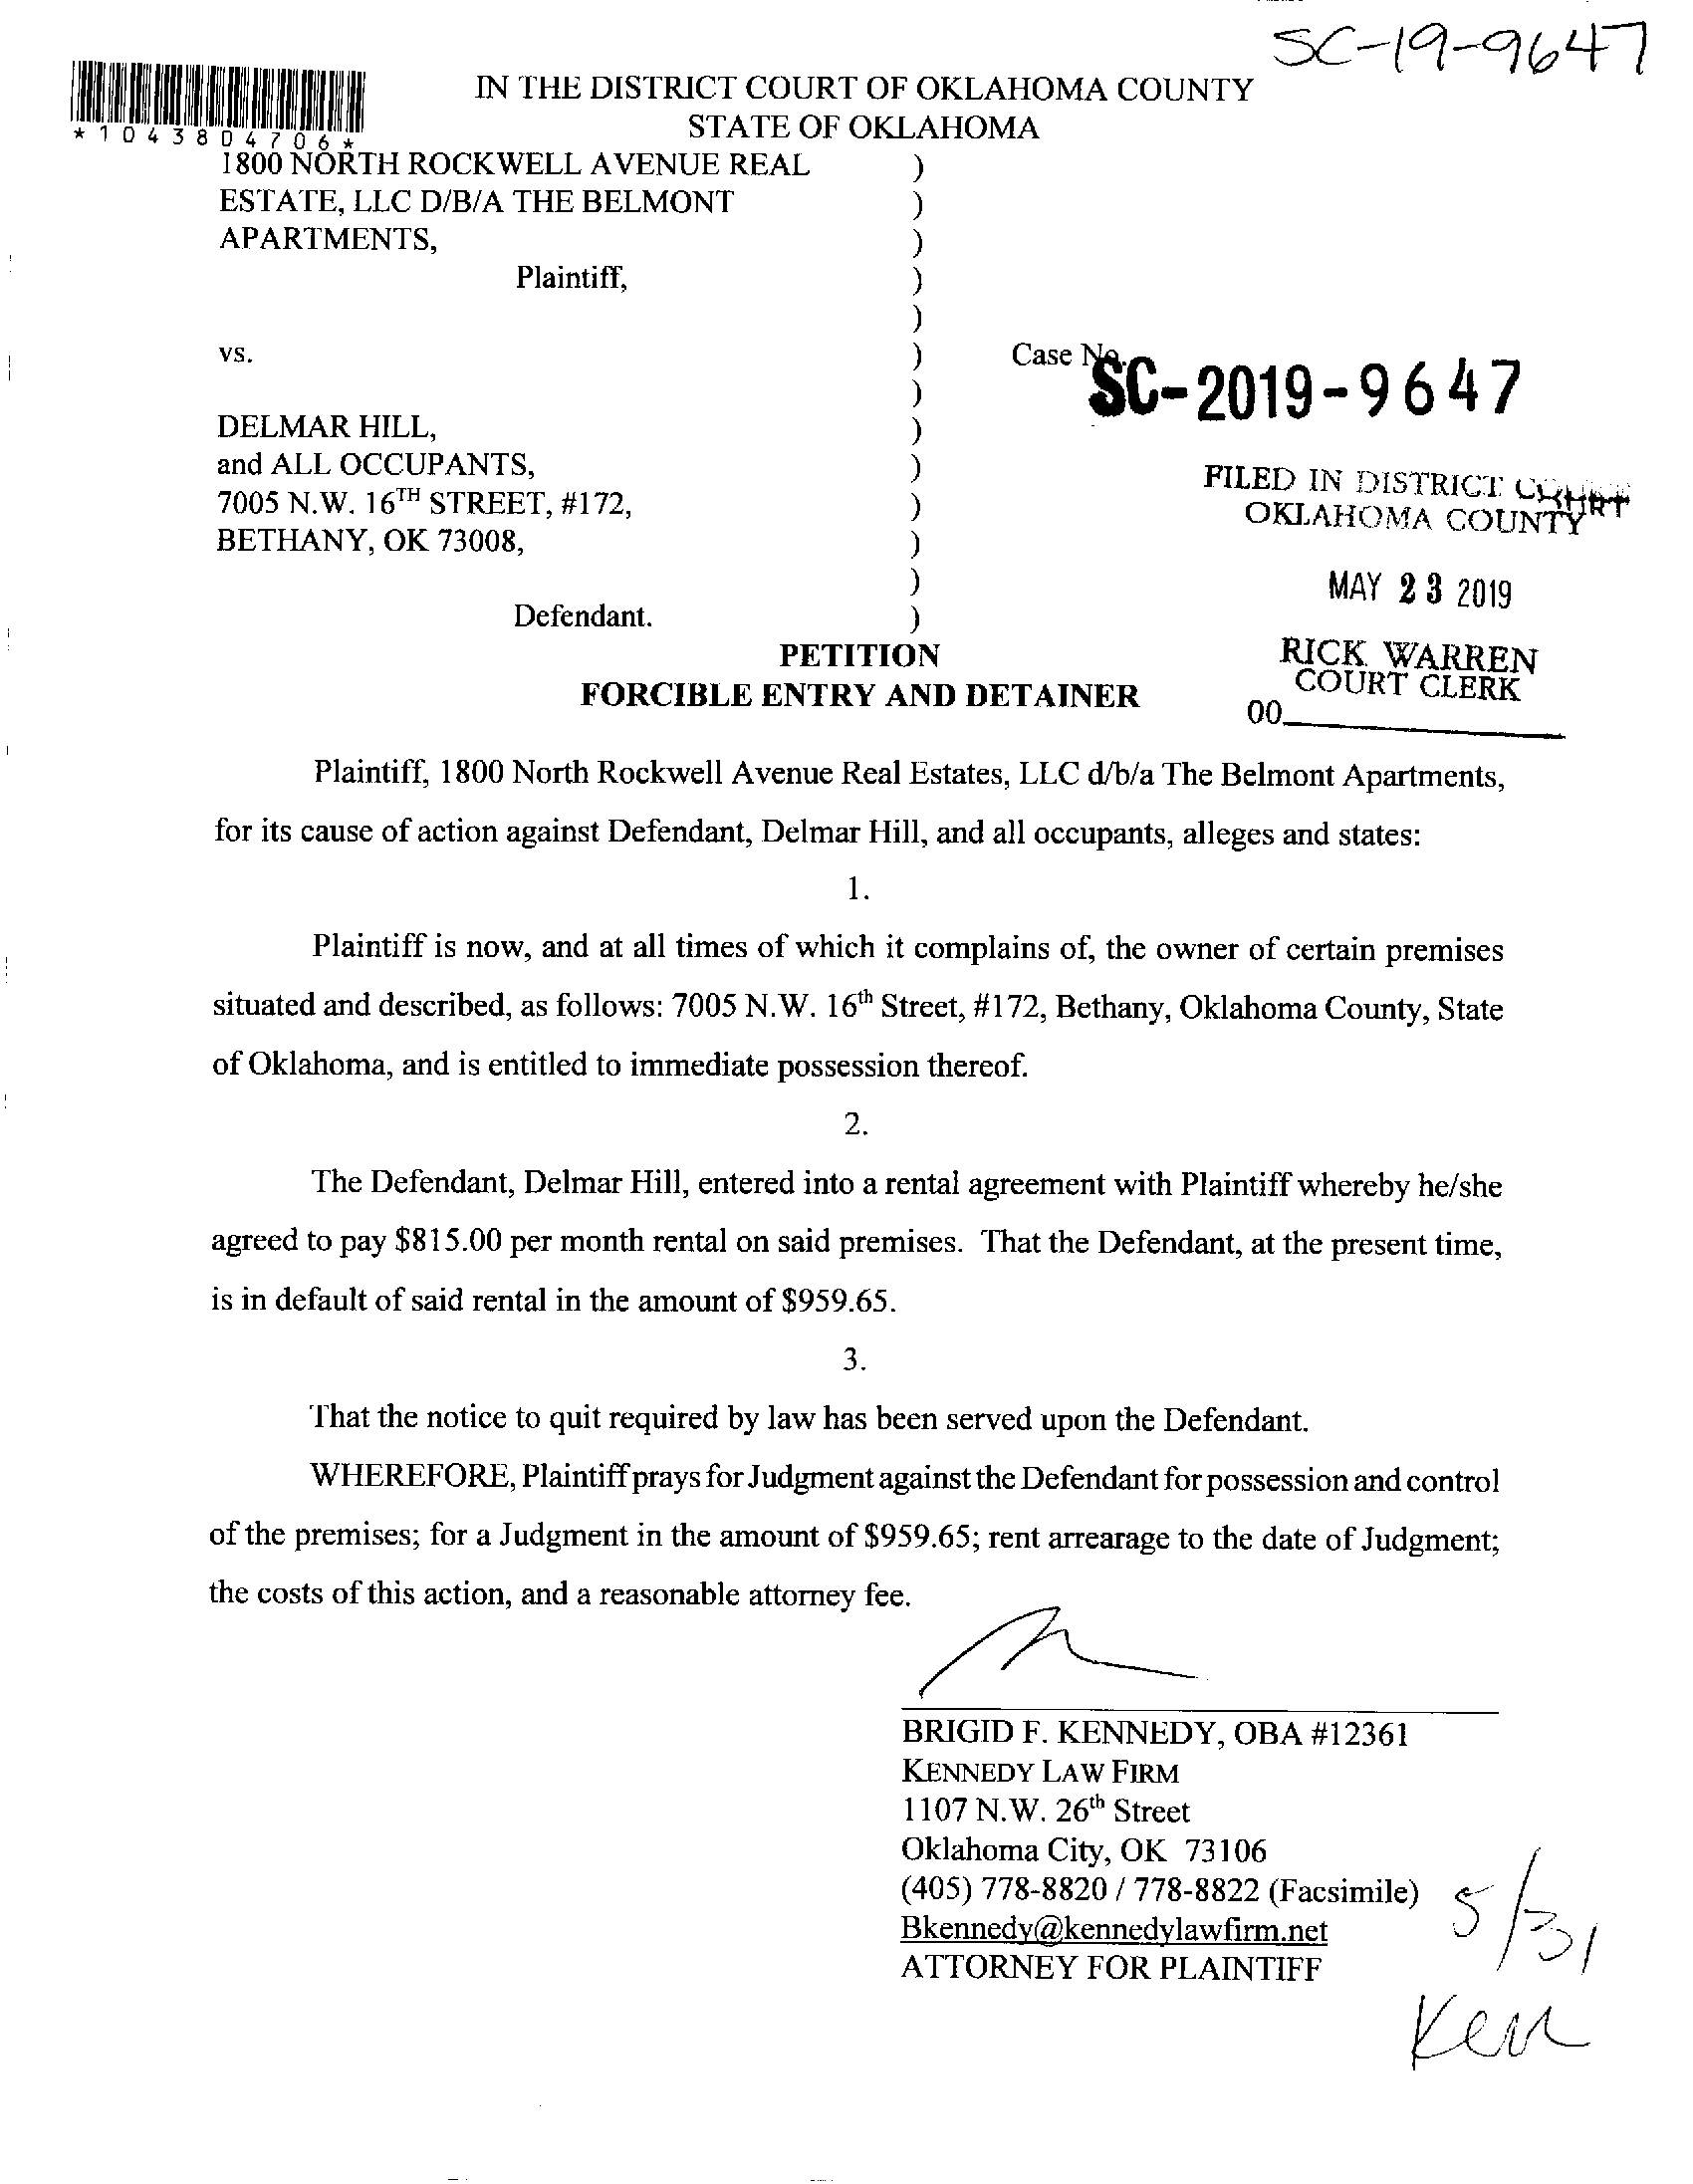 SC-19-9647
*1043804706*
IN THE DISTRICT COURT OF OKLAHOMA COUNTY
STATE OF OKLAHOMA
1800 NORTH ROCKWELL AVENUE REAL )
ESTATE, LLC D/B/A THE BELMONT )
APARTMENTS, )
Plaintiff, )
)
vs. )
Case No.
SC-2019-9647
)
DELMAR HILL, )
and ALL OCCUPANTS, )
7005 N.W. 16TH STREET, #172, )
BETHANY, OK 73008, )
)
Defendant. )
FILED IN DISTRICT COURT
OKLAHOMA COUNTY
MAY 23 2019
RICK WARREN
COURT CLERK
00
PETITION
FORCIBLE ENTRY AND DETAINER
Plaintiff, 1800 North Rockwell Avenue Real Estates, LLC d/b/a The Belmont Apartments,
for its cause of action against Defendant, Delmar Hill, and all occupants, alleges and states:
1.
Plaintiff is now, and at all times of which it complains of, the owner of certain premises
situated and described, as follows: 7005 N.W. 16th Street, #172, Bethany, Oklahoma County, State
of Oklahoma, and is entitled to immediate possession thereof.
2.
The Defendant, Delmar Hill, entered into a rental agreement with Plaintiff whereby he/she
agreed to pay $815.00 per month rental on said premises. That the Defendant, at the present time,
is in default of said rental in the amount of $959.65.
3.
That the notice to quit required by law has been served upon the Defendant.
WHEREFORE, Plaintiff prays for Judgment against the Defendant for possession and control
of the premises; for a Judgment in the amount of $959.65; rent arrearage to the date of Judgment;
the costs of this action, and a reasonable attorney fee.
BRIGID F. KENNEDY, OBA #12361
KENNEDY LAW FIRM
1107 N.W. 26th Street
Oklahoma City, OK 73106
(405) 778-8820 / 778-8822 (Facsimile)
Bkennedy@kennedylawfirm.net
ATTORNEY FOR PLAINTIFF
5/31